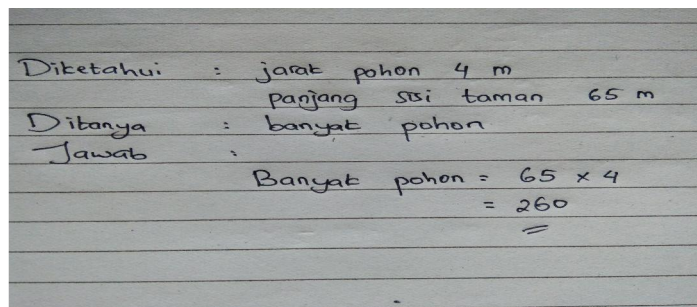 Diketahui : jarak pohon 4 m
panjang sisi taman 65 m
Ditanya : banyak pohon
Jawab :
Banyak pohon = 65 × 4
= 260